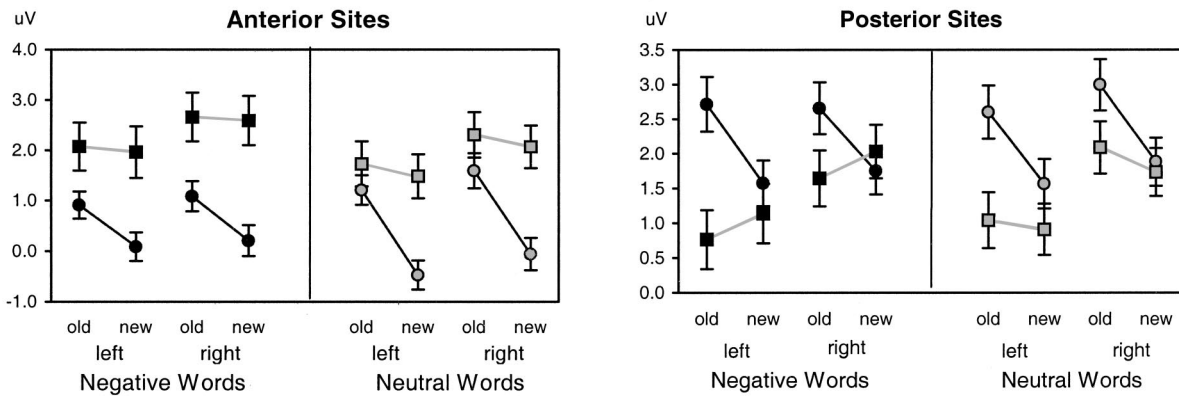 uV
Anterior Sites
4.0
3.0
2.0
1.0
0.0
-1.0
old new old new old new old new
left right left right
Negative Words Neutral Words
uV
Posterior Sites
3.5
3.0
2.5
2.0
1.5
1.0
0.5
0.0
old new old new old new old new
left right left right
Negative Words Neutral Words